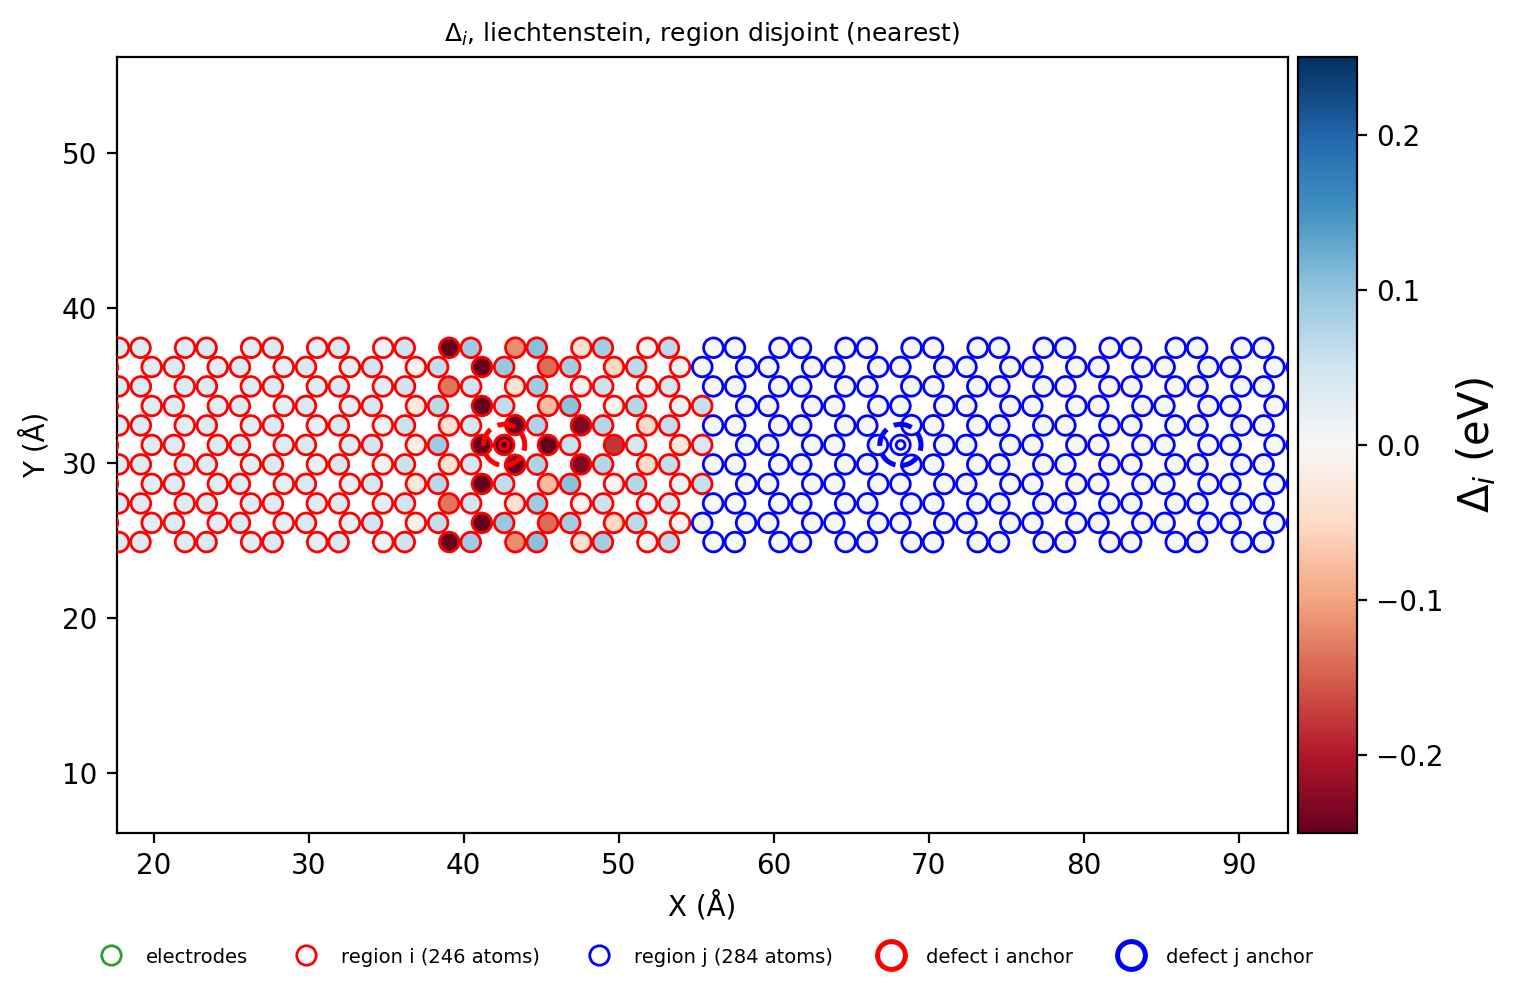 Δᵢ, liechtenstein, region disjoint (nearest)
Y (Å)
50
40
30
20
10
20 30 40 50 60 70 80 90
X (Å)
0.2
0.1
0.0
−0.1
−0.2
Δᵢ (eV)
electrodes region i (246 atoms) region j (284 atoms) defect i anchor defect j anchor